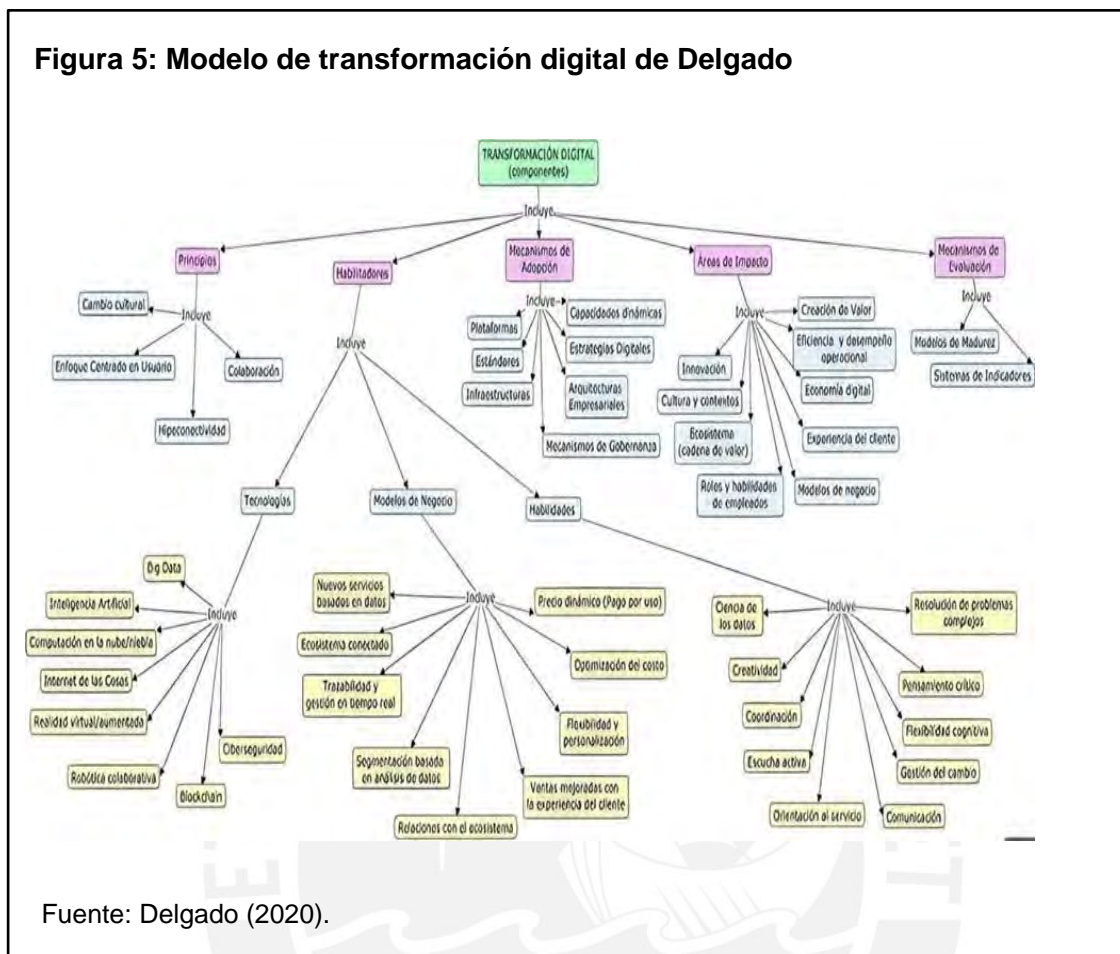 Figura 5: Modelo de transformación digital de Delgado
TRANSFORMACIÓN DIGITAL
(componentes)
Incluye
Principios
Habilitadores
Mecanismos de
Adopción
Áreas de Impacto
Mecanismos de
Evaluación
Cambio cultural
Incluye
Enfoque Centrado en Usuario
Colaboración
Hipeconectividad
Incluye
Incluye
Capacidades dinámicas
Plataformas
Estrategias Digitales
Estándares
Infraestructuras
Arquitecturas
Empresariales
Mecanismos de Gobernanza
Incluye
Creación de Valor
Eficiencia y desempeño
operacional
Innovación
Economía digital
Cultura y contextos
Ecosistema
(cadena de valor)
Experiencia del cliente
Roles y habilidades
de empleados
Modelos de negocio
Incluye
Modelos de Madurez
Sistemas de Indicadores
Tecnologías
Modelos de Negocio
Habilidades
Big Data
Inteligencia Artificial
Incluye
Computación en la nube/niebla
Internet de las Cosas
Realidad virtual/aumentada
Ciberseguridad
Robótica colaborativa
Blockchain
Nuevos servicios
basados en datos
Incluye
Precio dinámico (Pago por uso)
Ecosistema conectado
Optimización del costo
Trazabilidad y
gestión en tiempo real
Flexibilidad y
personalización
Segmentación basada
en análisis de datos
Ventas mejoradas con
la experiencia del cliente
Relaciones con el ecosistema
Ciencia de
los datos
Incluye
Resolución de problemas
complejos
Creatividad
Pensamiento crítico
Coordinación
Flexibilidad cognitiva
Escucha activa
Gestión del cambio
Orientación al servicio
Comunicación
Fuente: Delgado (2020).